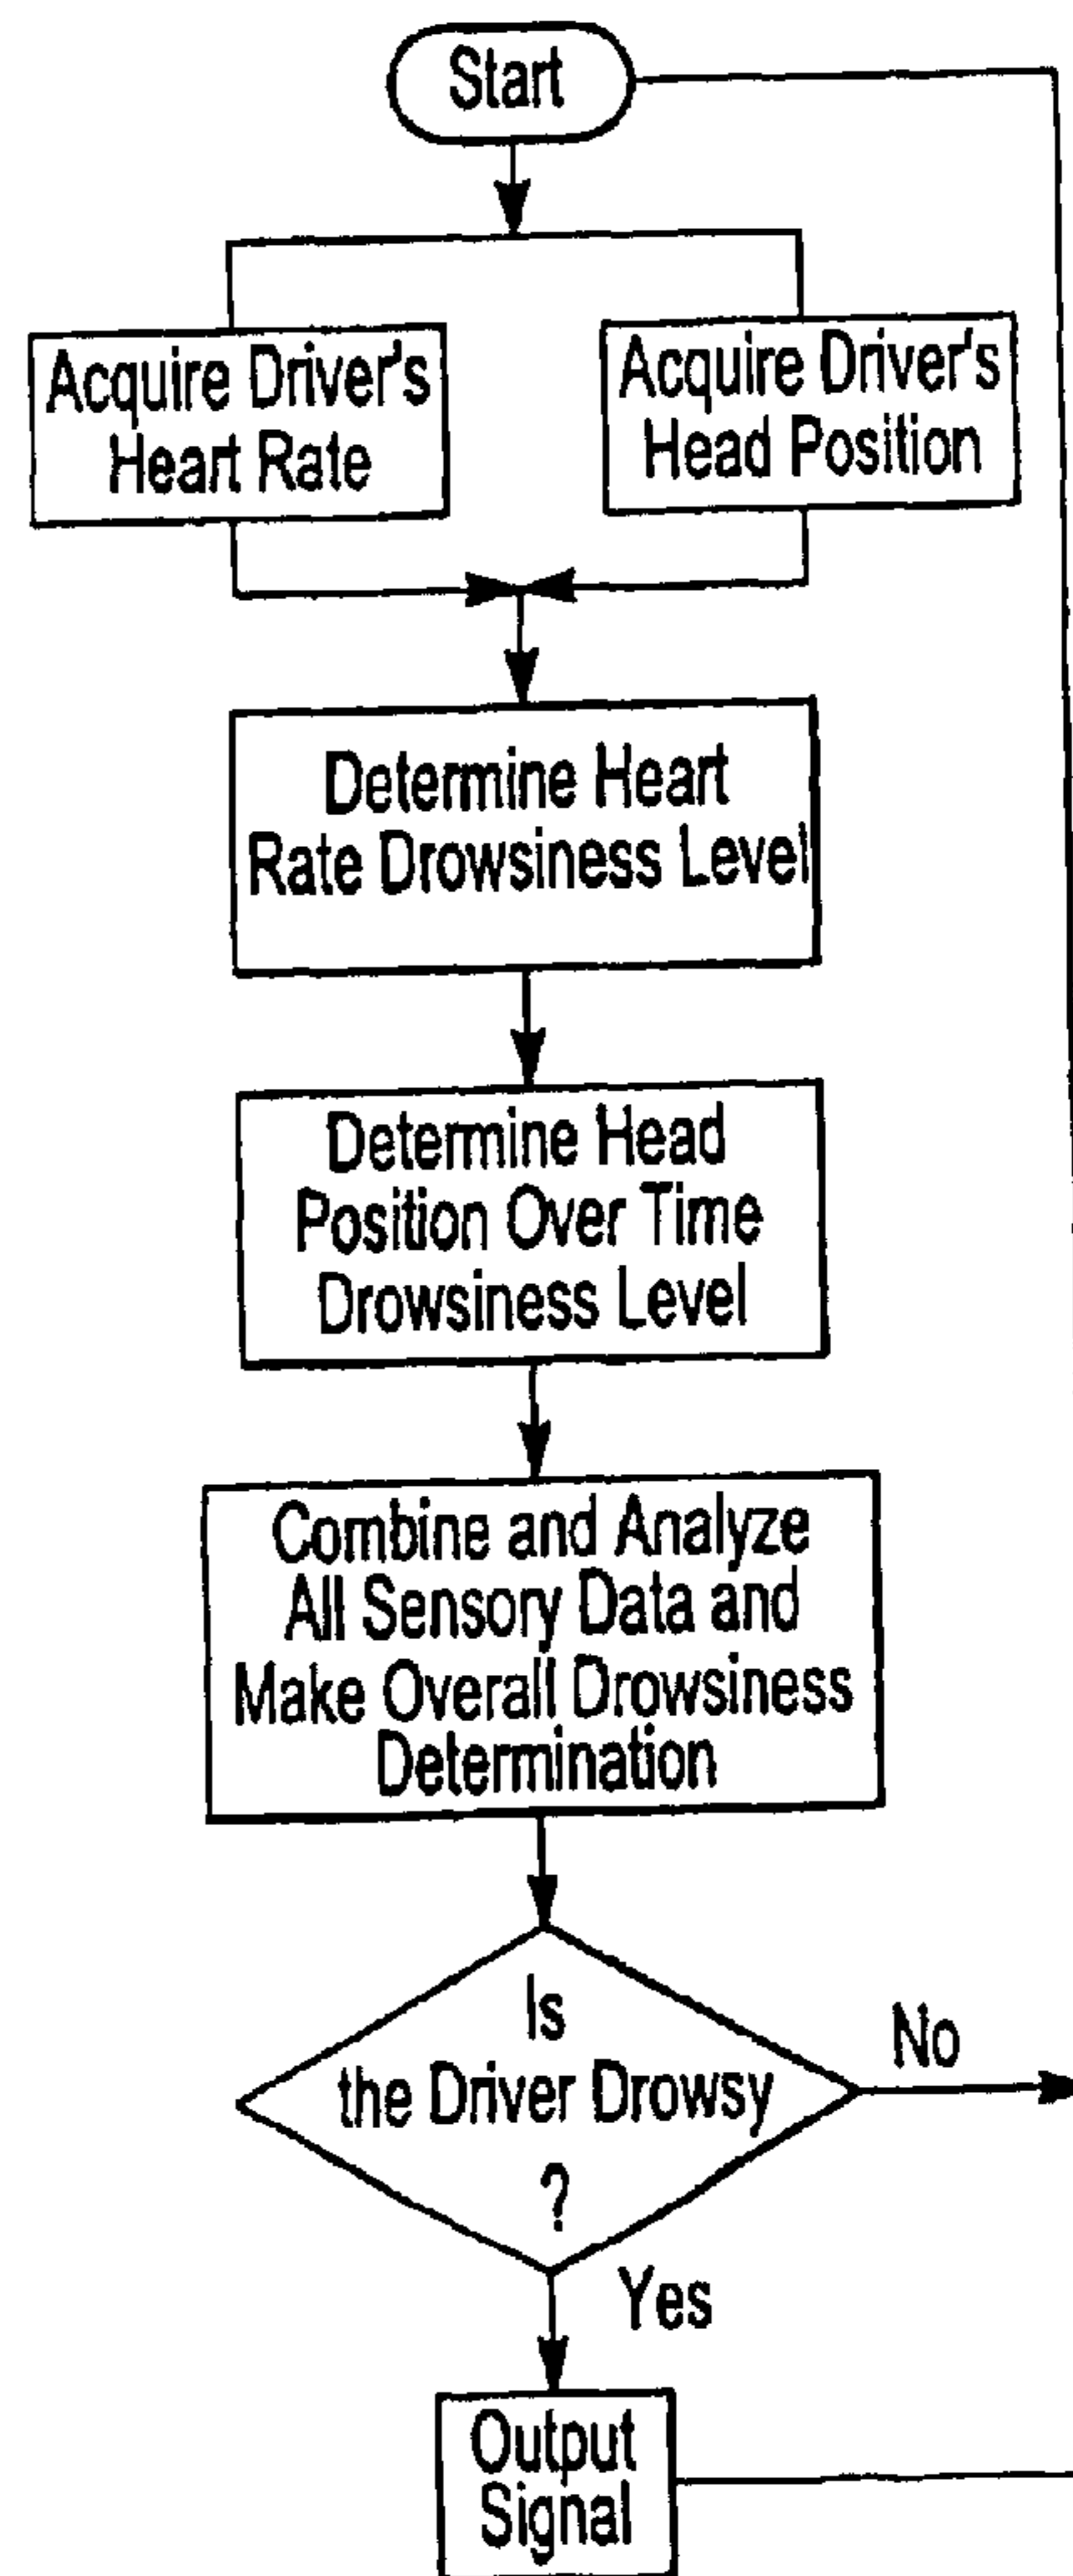 Start
Acquire Driver's
Heart Rate
Acquire Driver's
Head Position
Determine Heart
Rate Drowsiness Level
Determine Head
Position Over Time
Drowsiness Level
Combine and Analyze
All Sensory Data and
Make Overall Drowsiness
Determination
Is
the Driver Drowsy
?
No
Yes
Output
Signal